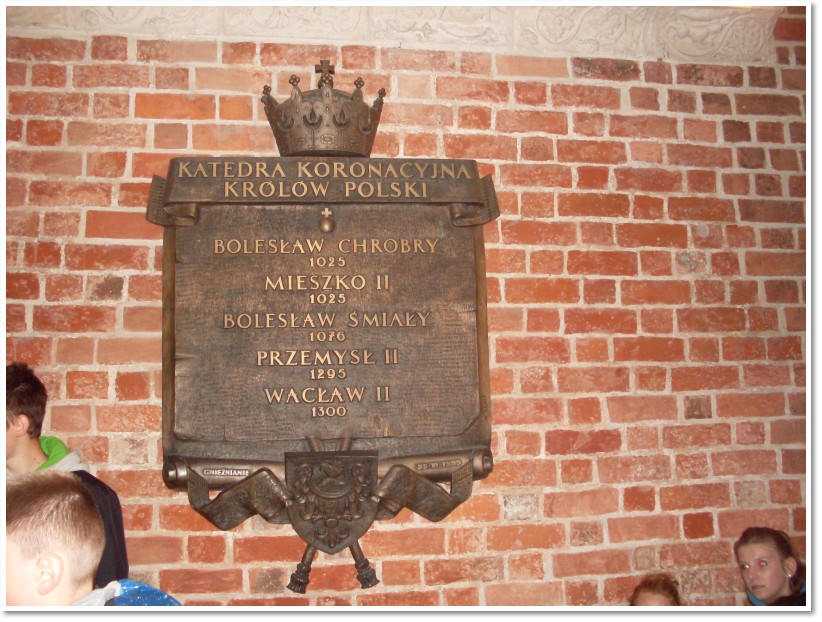 KATEDRA KORONACYJNA
KRÓLÓW POLSKI
BOLESŁAW CHROBRY
1025
MIESZKO II
1025
BOLESŁAW ŚMIAŁY
1076
PRZEMYSŁ II
1295
WACŁAW II
1300
GNIEŹNIANIE